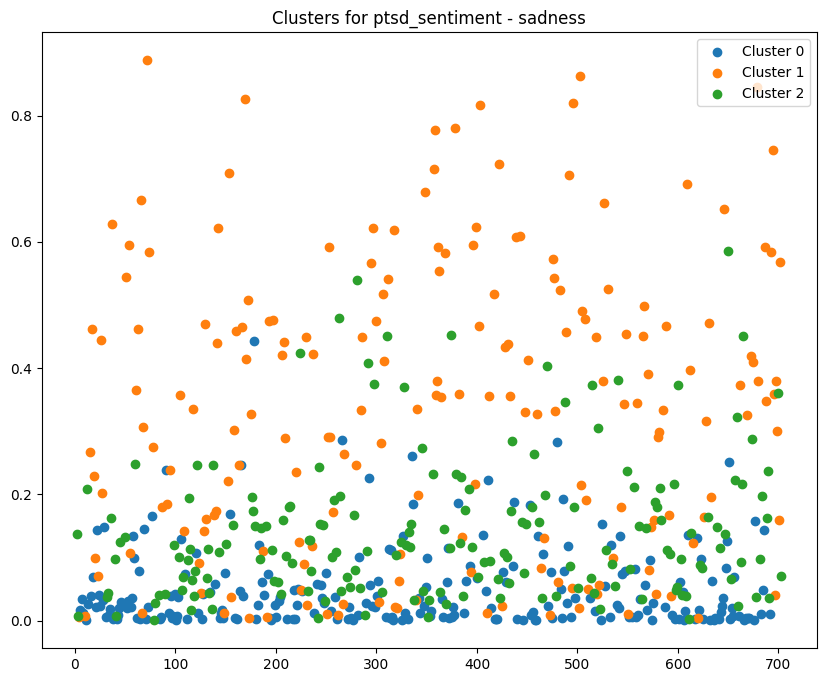 Clusters for ptsd_sentiment - sadness
Cluster 0
Cluster 1
Cluster 2
0.8
0.6
0.4
0.2
0.0
0 100 200 300 400 500 600 700